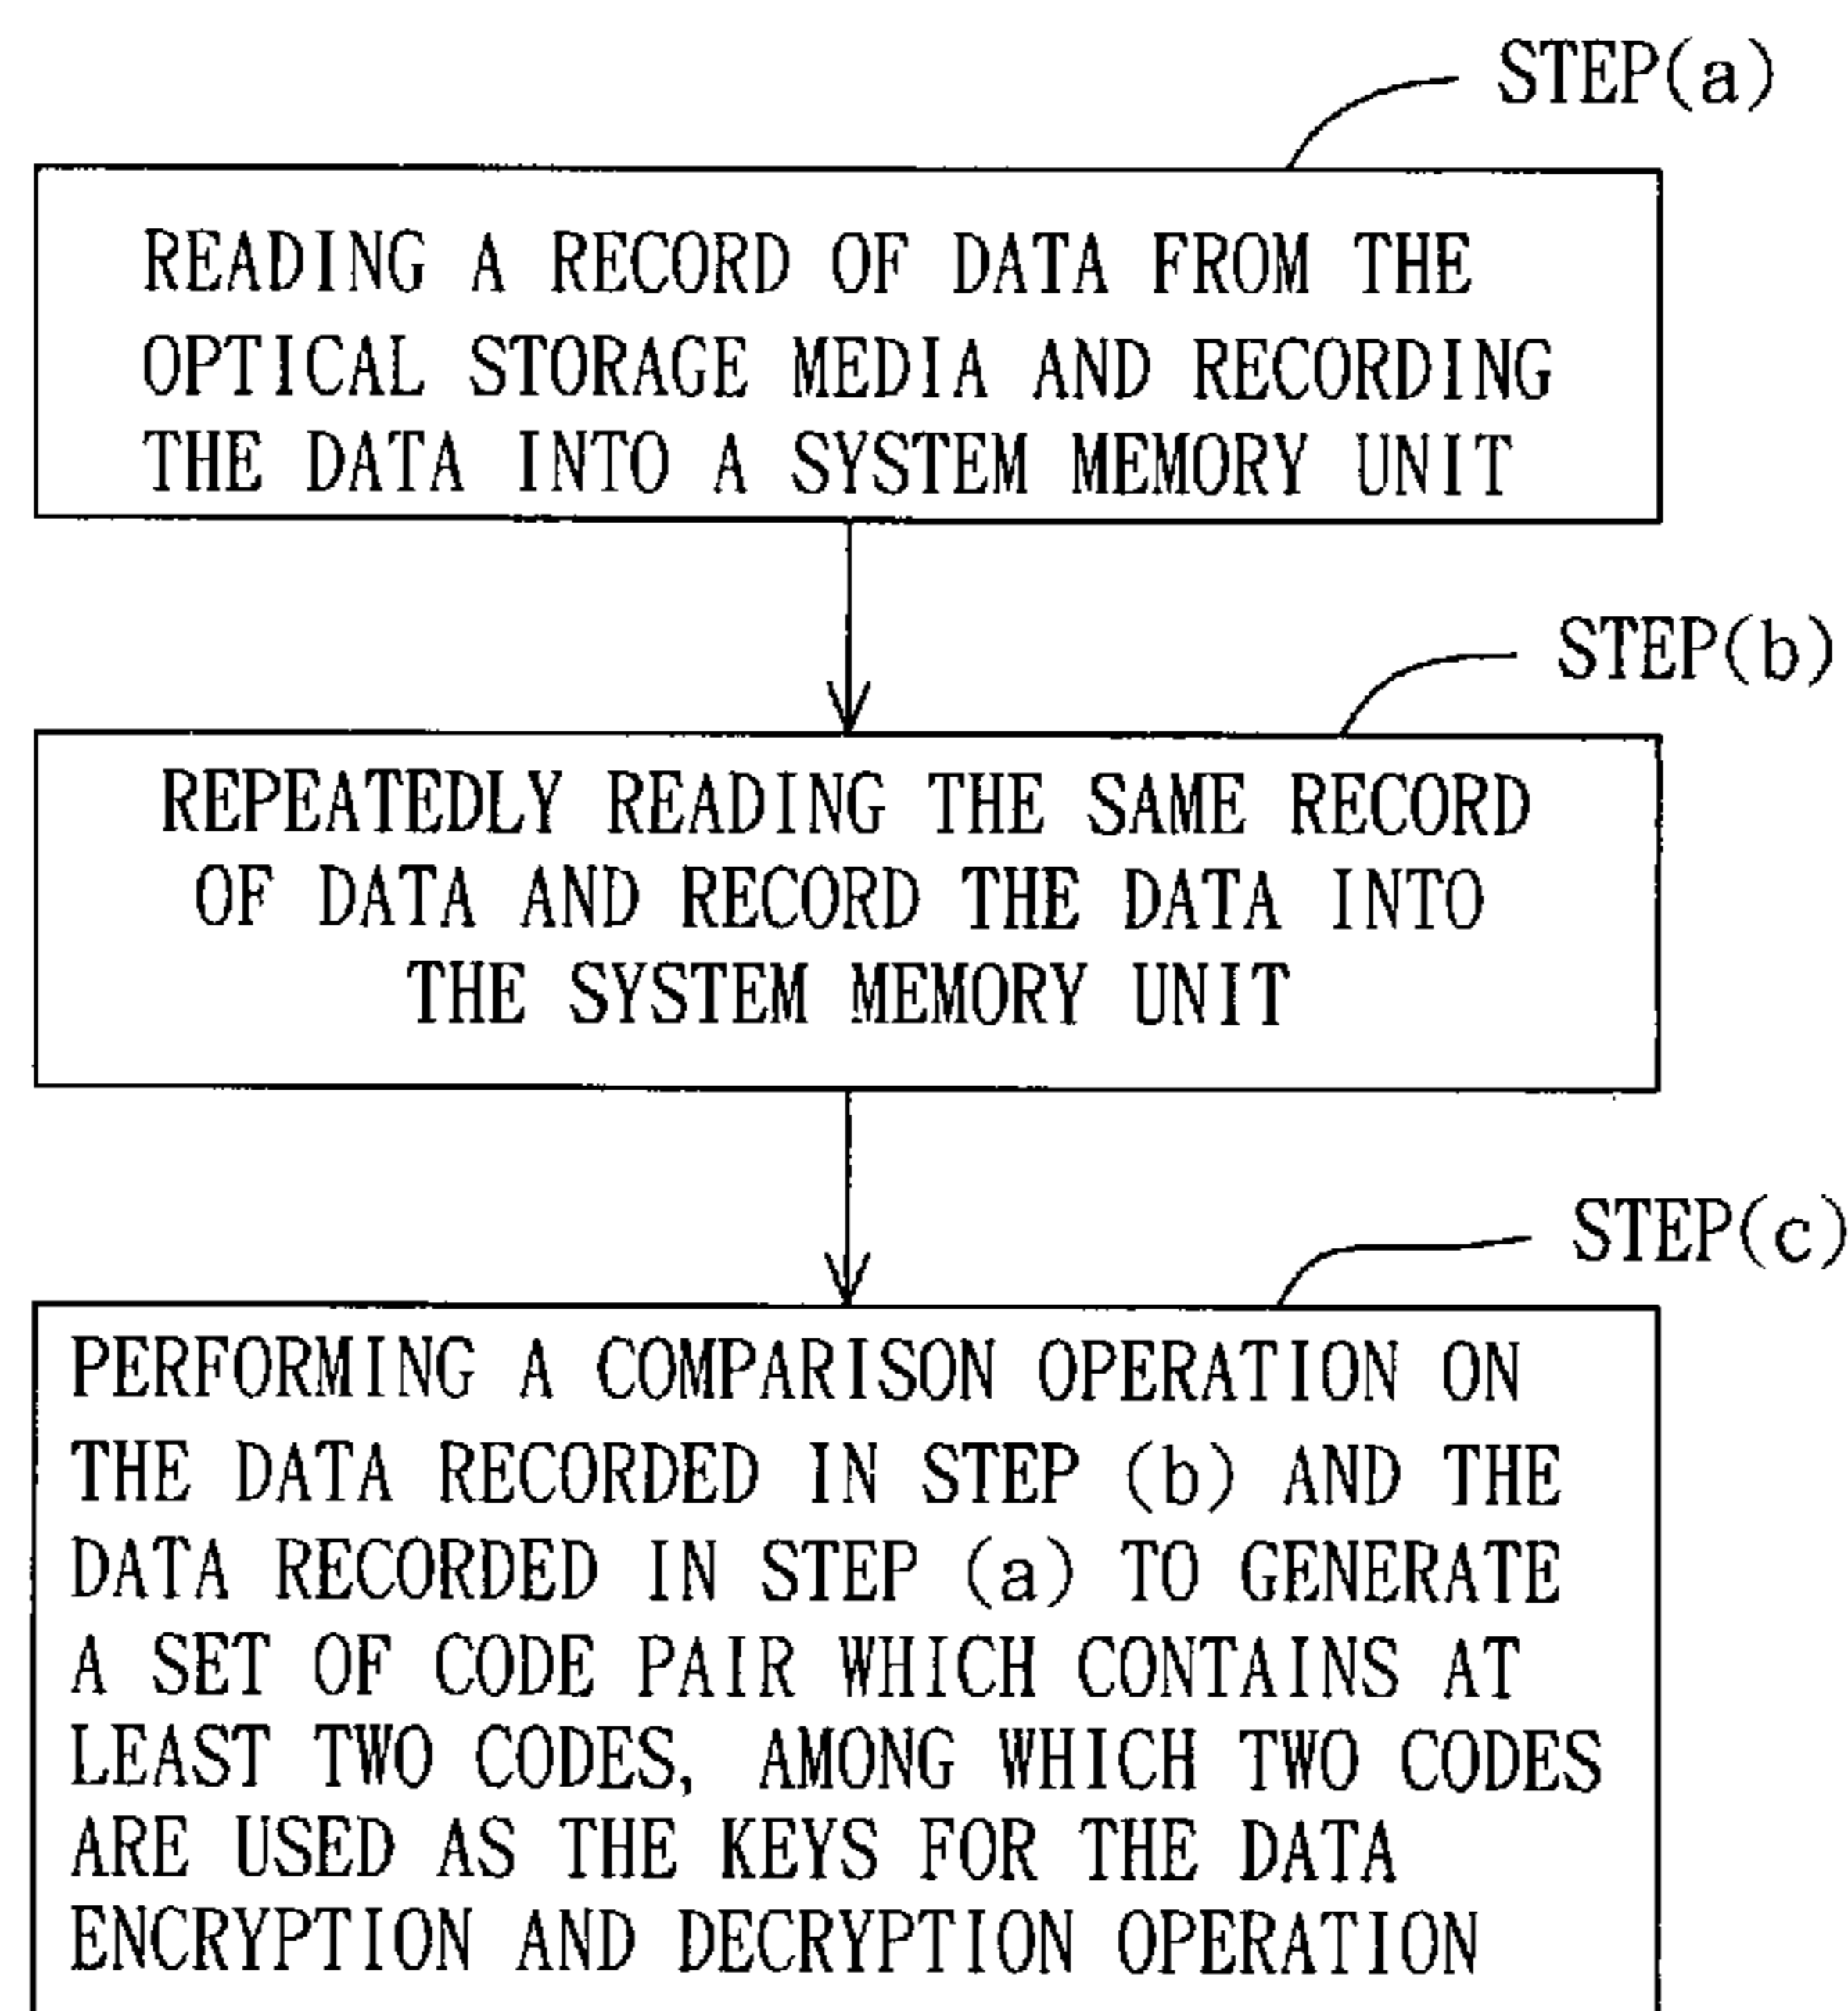 STEP(a)
READING A RECORD OF DATA FROM THE
OPTICAL STORAGE MEDIA AND RECORDING
THE DATA INTO A SYSTEM MEMORY UNIT
STEP(b)
REPEATEDLY READING THE SAME RECORD
OF DATA AND RECORD THE DATA INTO
THE SYSTEM MEMORY UNIT
STEP(c)
PERFORMING A COMPARISON OPERATION ON
THE DATA RECORDED IN STEP (b) AND THE
DATA RECORDED IN STEP (a) TO GENERATE
A SET OF CODE PAIR WHICH CONTAINS AT
LEAST TWO CODES, AMONG WHICH TWO CODES
ARE USED AS THE KEYS FOR THE DATA
ENCRYPTION AND DECRYPTION OPERATION